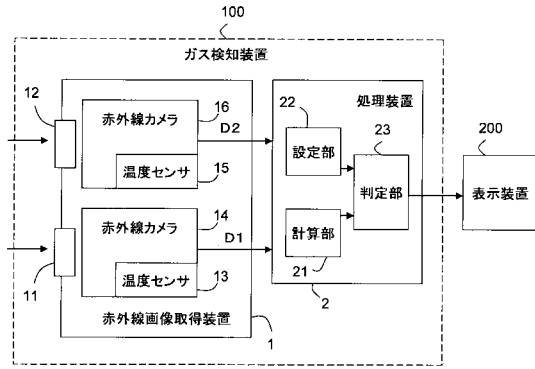 100
ガス検知装置
12
赤外線カメラ
16
温度センサ
15
D2
処理装置
22
設定部
23
判定部
200
表示装置
赤外線カメラ
14
温度センサ
13
D1
11
計算部
21
2
赤外線画像取得装置
1